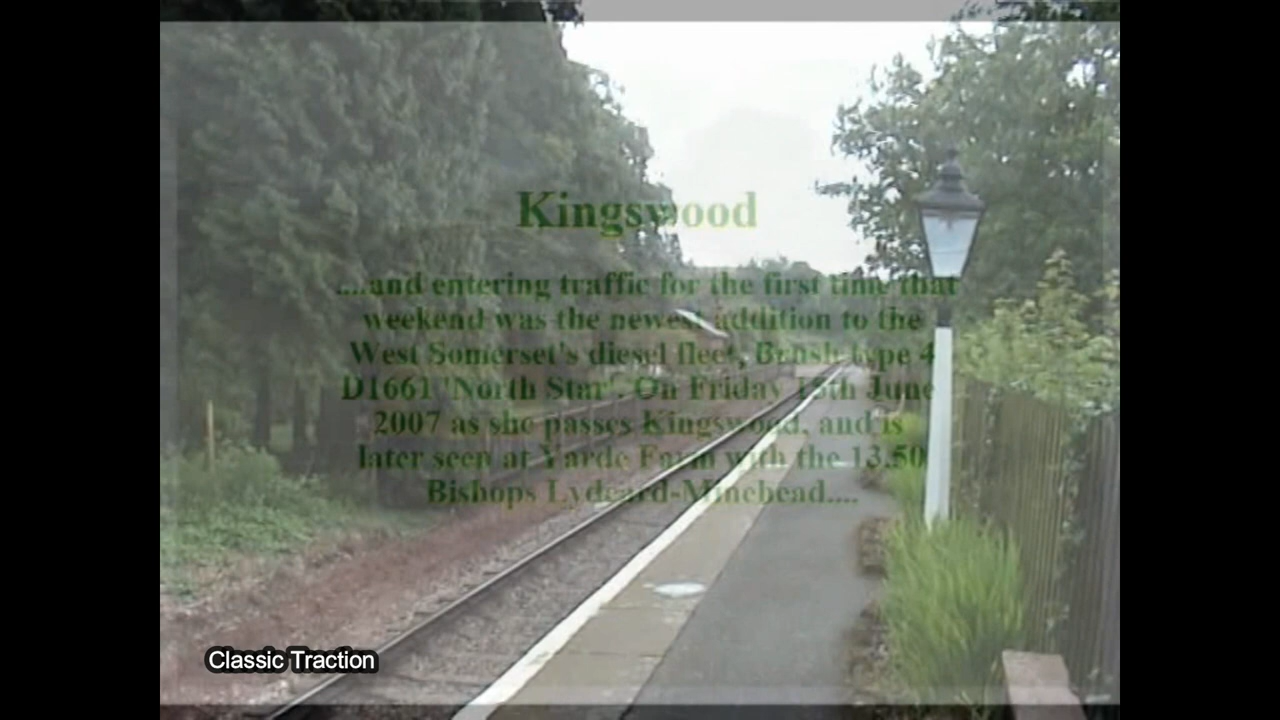 Kingswood
....and entering traffic for the first time that
weekend was the newest addition to the
West Somerset's diesel fleet, Brush type 4
D1661 'North Star'. On Friday 15th June
2007 as she passes Kingswood, and is
later seen at Yarde Farm with the 13.50
Bishops Lydeard-Minehead....
Classic Traction